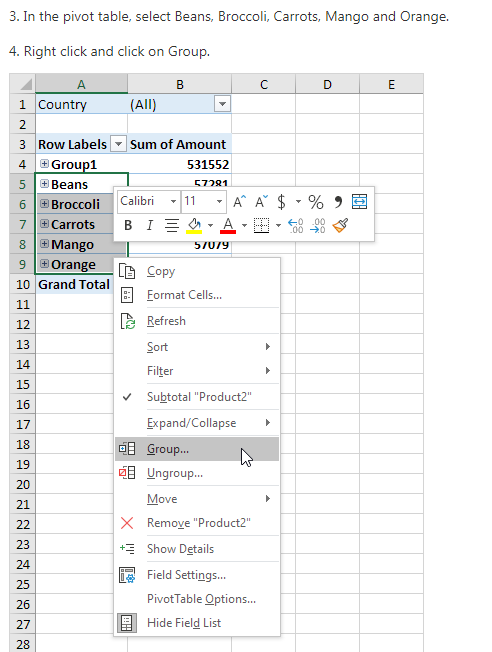 3. In the pivot table, select Beans, Broccoli, Carrots, Mango and Orange.
4. Right click and click on Group.
A B C D E
1 Country (All)
2
3 Row Labels Sum of Amount
4 Group1 531552
5 Beans 57281
Calibri 11 A A $ % ,
6 Broccoli
B I A .00 .00
7 Carrots
8 Mango 57079
9 Orange
10 Grand Total
11
12
13
14
15
16
17
18
19
20
21
22
23
24
25
26
27
28
Copy
Format Cells...
Refresh
Sort
Filter
Subtotal "Product2"
Expand/Collapse
Group...
Ungroup...
Move
Remove "Product2"
Show Details
Field Settings...
PivotTable Options...
Hide Field List